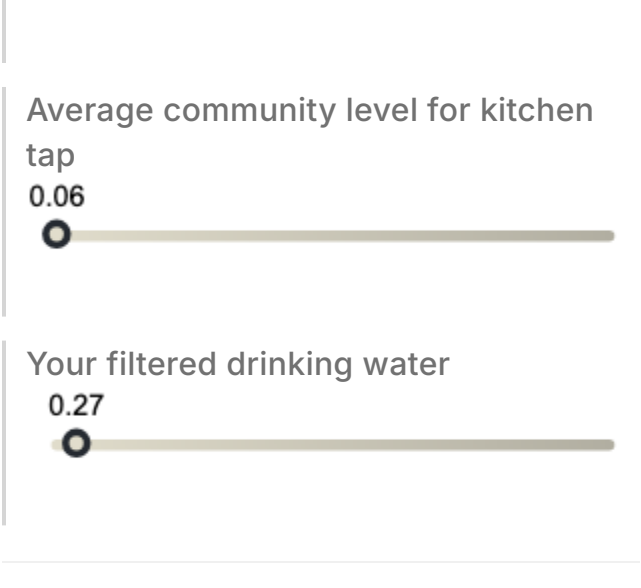 Average community level for kitchen
tap
0.06
Your filtered drinking water
0.27